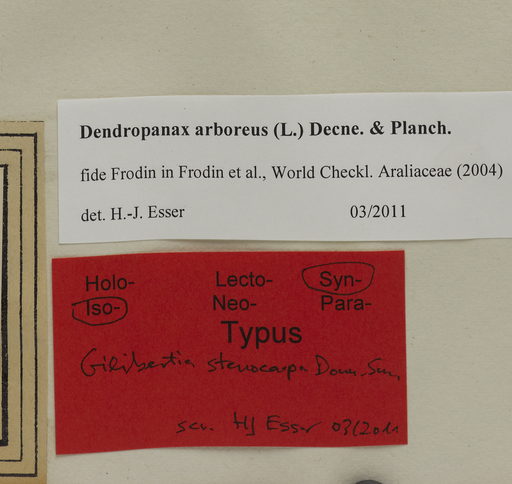 Dendropanax arboreus (L.) Decne. & Planch.
fide Frodin in Frodin et al., World Checkl. Araliaceae (2004)
det. H.-J. Esser 03/2011
Holo- Lecto- Syn-
Iso- Neo- Para-
Typus
Gilibertia stenocarpa Donn. Sm.
scr. HJ Esser 03/2011